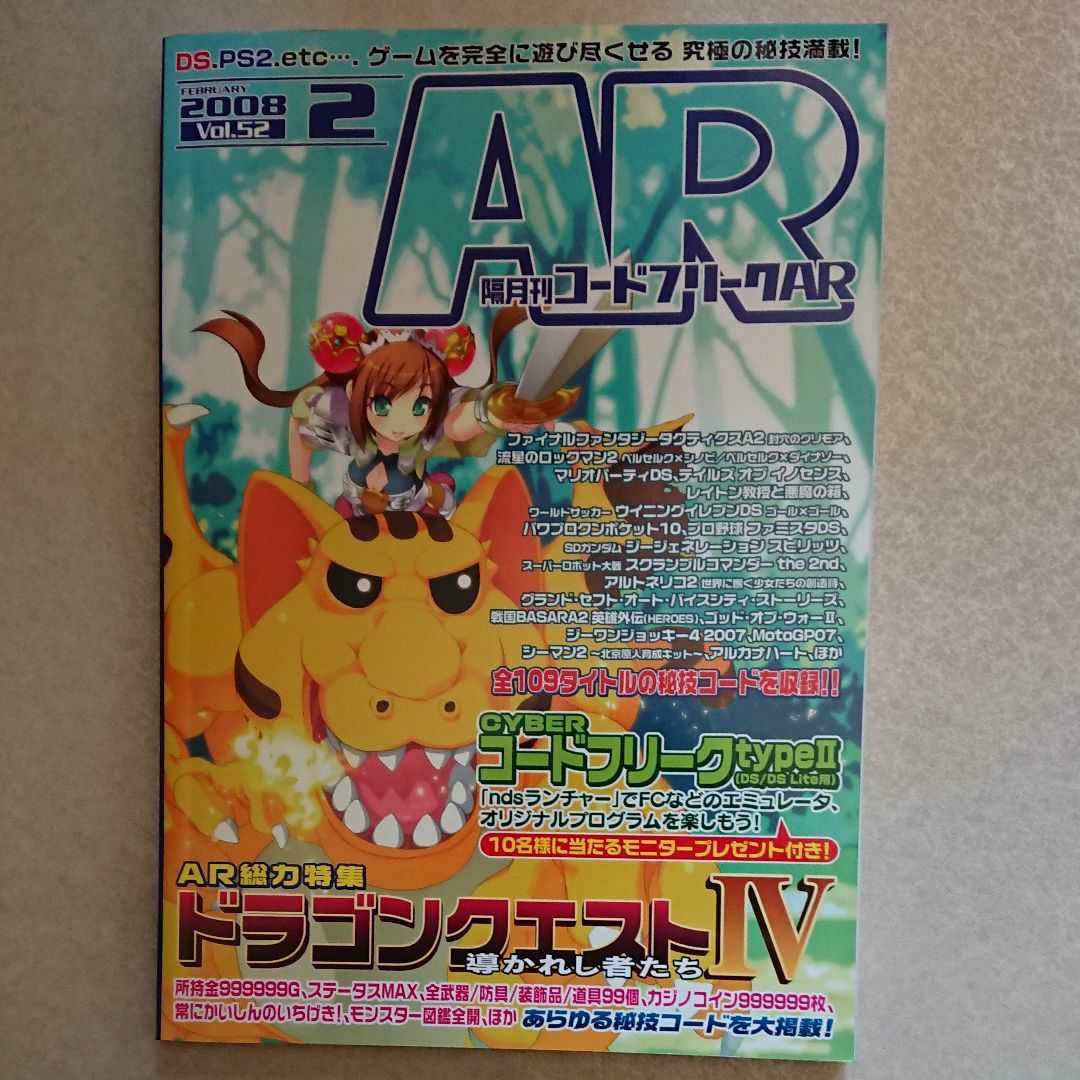 DS.PS2.etc…. ゲームを完全に遊び尽くせる 究極の秘技満載!
FEBRUARY
2008 2
Vol.52
AR
隔月刊コードフリークAR
ファイナルファンタジータクティクスA2 封穴のグリモア、
流星のロックマン2 ベルセルク×シノビ/ベルセルク×ダイナソー、
マリオパーティDS、テイルズ オブ イノセンス、
レイトン教授と悪魔の箱、
ワールドサッカー ウイニングイレブンDS ゴール×ゴール、
パワプロクンポケット10、プロ野球 ファミスタDS、
SDガンダム ジージェネレーション スピリッツ、
スーパーロボット大戦 スクランブルコマンダー the 2nd、
アルトネリコ2 世界に響く少女たちの創造詩、
グランド・セフト・オート・バイスシティ・ストーリーズ、
戦国BASARA2 英雄外伝(HEROES)、ゴッド・オブ・ウォーⅡ、
ジーワンジョッキー4 2007、MotoGP07、
シーマン2 ～北京原人育成キット～、アルカナハート、ほか
全109タイトルの秘技コードを収録!!
CYBER
コードフリークtypeⅡ
(DS/DS Lite用)
「ndsランチャー」でFCなどのエミュレータ、
オリジナルプログラムを楽しもう!
10名様に当たるモニタープレゼント付き!
AR総力特集
ドラゴンクエストⅣ
導かれし者たち
所持金999999G、ステータスMAX、全武器/防具/装飾品/道具99個、カジノコイン999999枚、
常にかいしんのいちげき!、モンスター図鑑全開、ほか あらゆる秘技コードを大掲載!